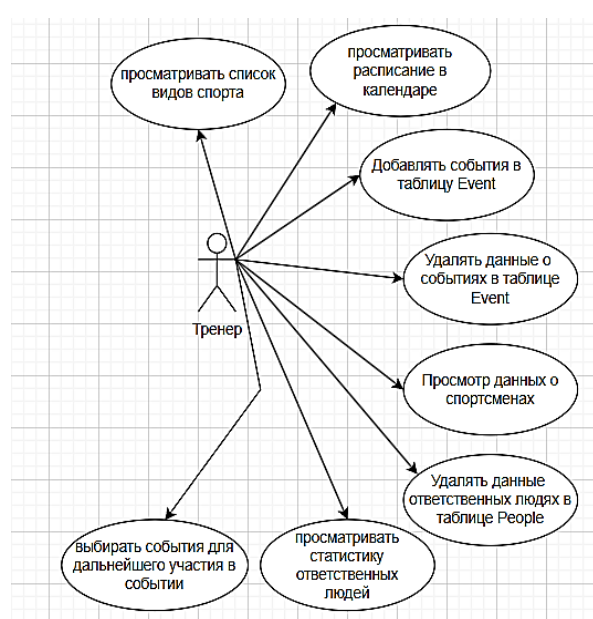 просматривать список
видов спорта
просматривать
расписание в
календаре
Добавлять события в
таблицу Event
Удалять данные о
событиях в таблице
Event
Тренер
Просмотр данных о
спортсменах
Удалять данные
ответственных людях в
таблице People
просматривать
статистику
ответственных
людей
выбирать события для
дальнейшего участия в
событии